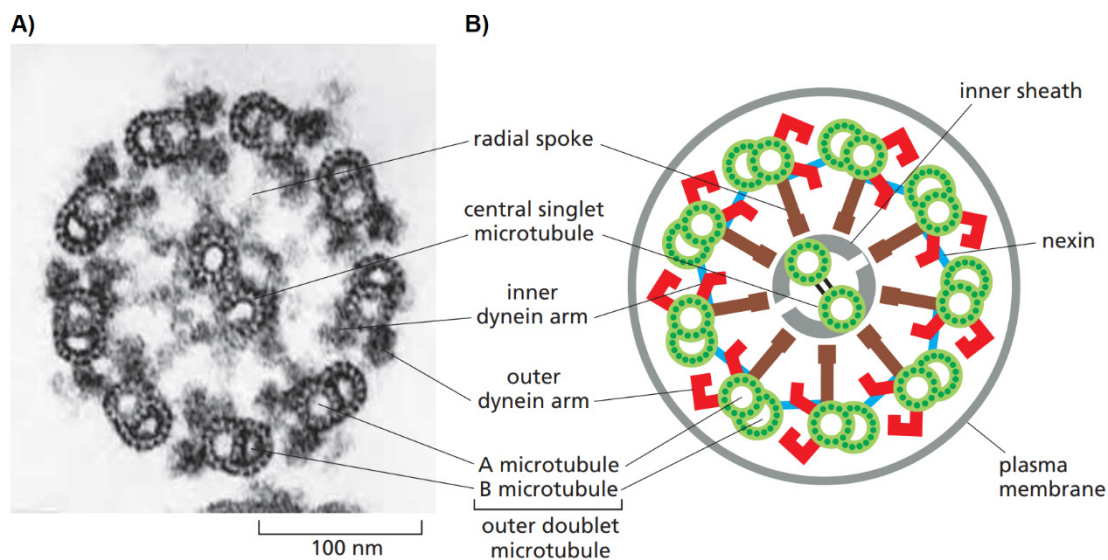 A)
B)
inner sheath
radial spoke
central singlet
microtubule
nexin
inner
dynein arm
outer
dynein arm
A microtubule
B microtubule
plasma
membrane
outer doublet
microtubule
100 nm